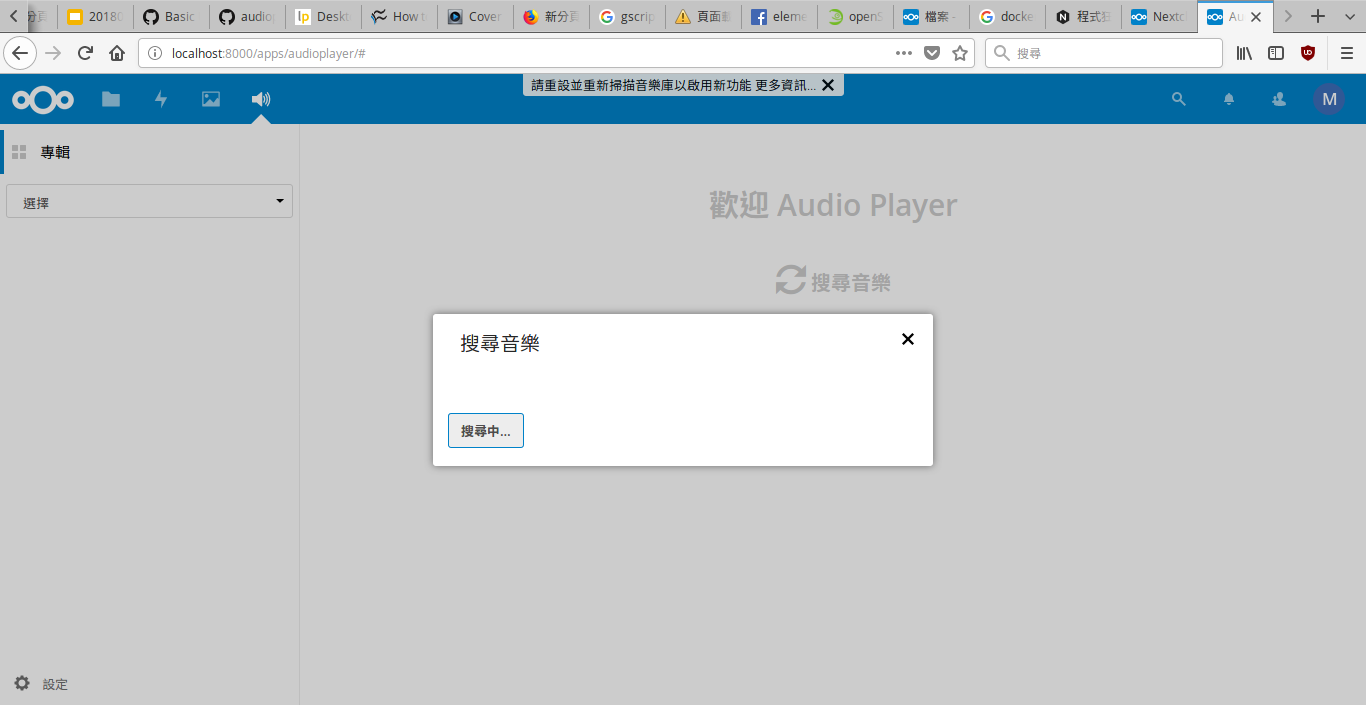 2018
Basic
audio
Deskt
How t
Cover
新分頁
gscrip
頁面載
eleme
openS
檔案 -
docke
程式狂
Nextc
Au
localhost:8000/apps/audioplayer/#
搜尋
請重設並重新掃描音樂庫以啟用新功能 更多資訊...
M
專輯
選擇
歡迎 Audio Player
搜尋音樂
搜尋音樂
搜尋中...
設定